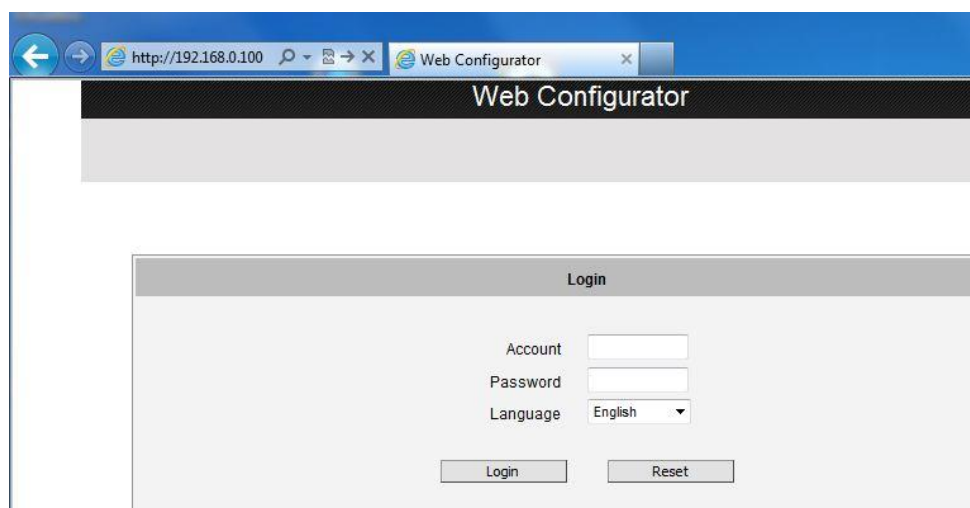 http://192.168.0.100 Web Configurator
Web Configurator
Login
Account
Password
Language English
Login Reset